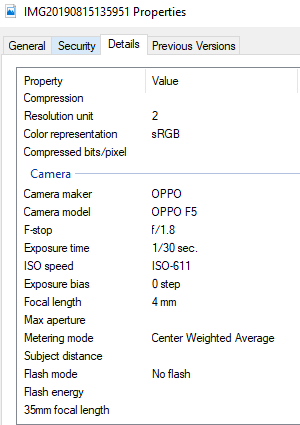 IMG20190815135951 Properties
General Security Details Previous Versions
Property Value
Compression
Resolution unit 2
Color representation sRGB
Compressed bits/pixel
Camera
Camera maker OPPO
Camera model OPPO F5
F-stop f/1.8
Exposure time 1/30 sec.
ISO speed ISO-611
Exposure bias 0 step
Focal length 4 mm
Max aperture
Metering mode Center Weighted Average
Subject distance
Flash mode No flash
Flash energy
35mm focal length